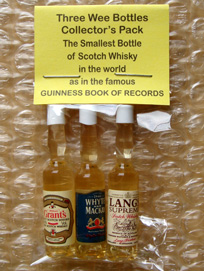 Three Wee Bottles
Collector's Pack
The Smallest Bottle
of Scotch Whisky
in the world
as in the famous
GUINNESS BOOK OF RECORDS
Grant's
WHYTE
MACKAY
LANG
SUPREME